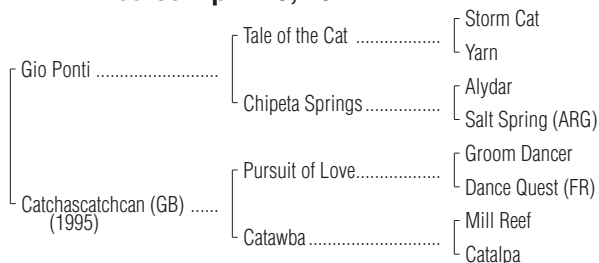 Storm Cat
Tale of the Cat ..................
Yarn
Gio Ponti ..........................
Alydar
Chipeta Springs ................
Salt Spring (ARG)
Groom Dancer
Pursuit of Love..................
Dance Quest (FR)
Catchascatchcan (GB) ......
(1995)
Mill Reef
Catawba ............................
Catalpa